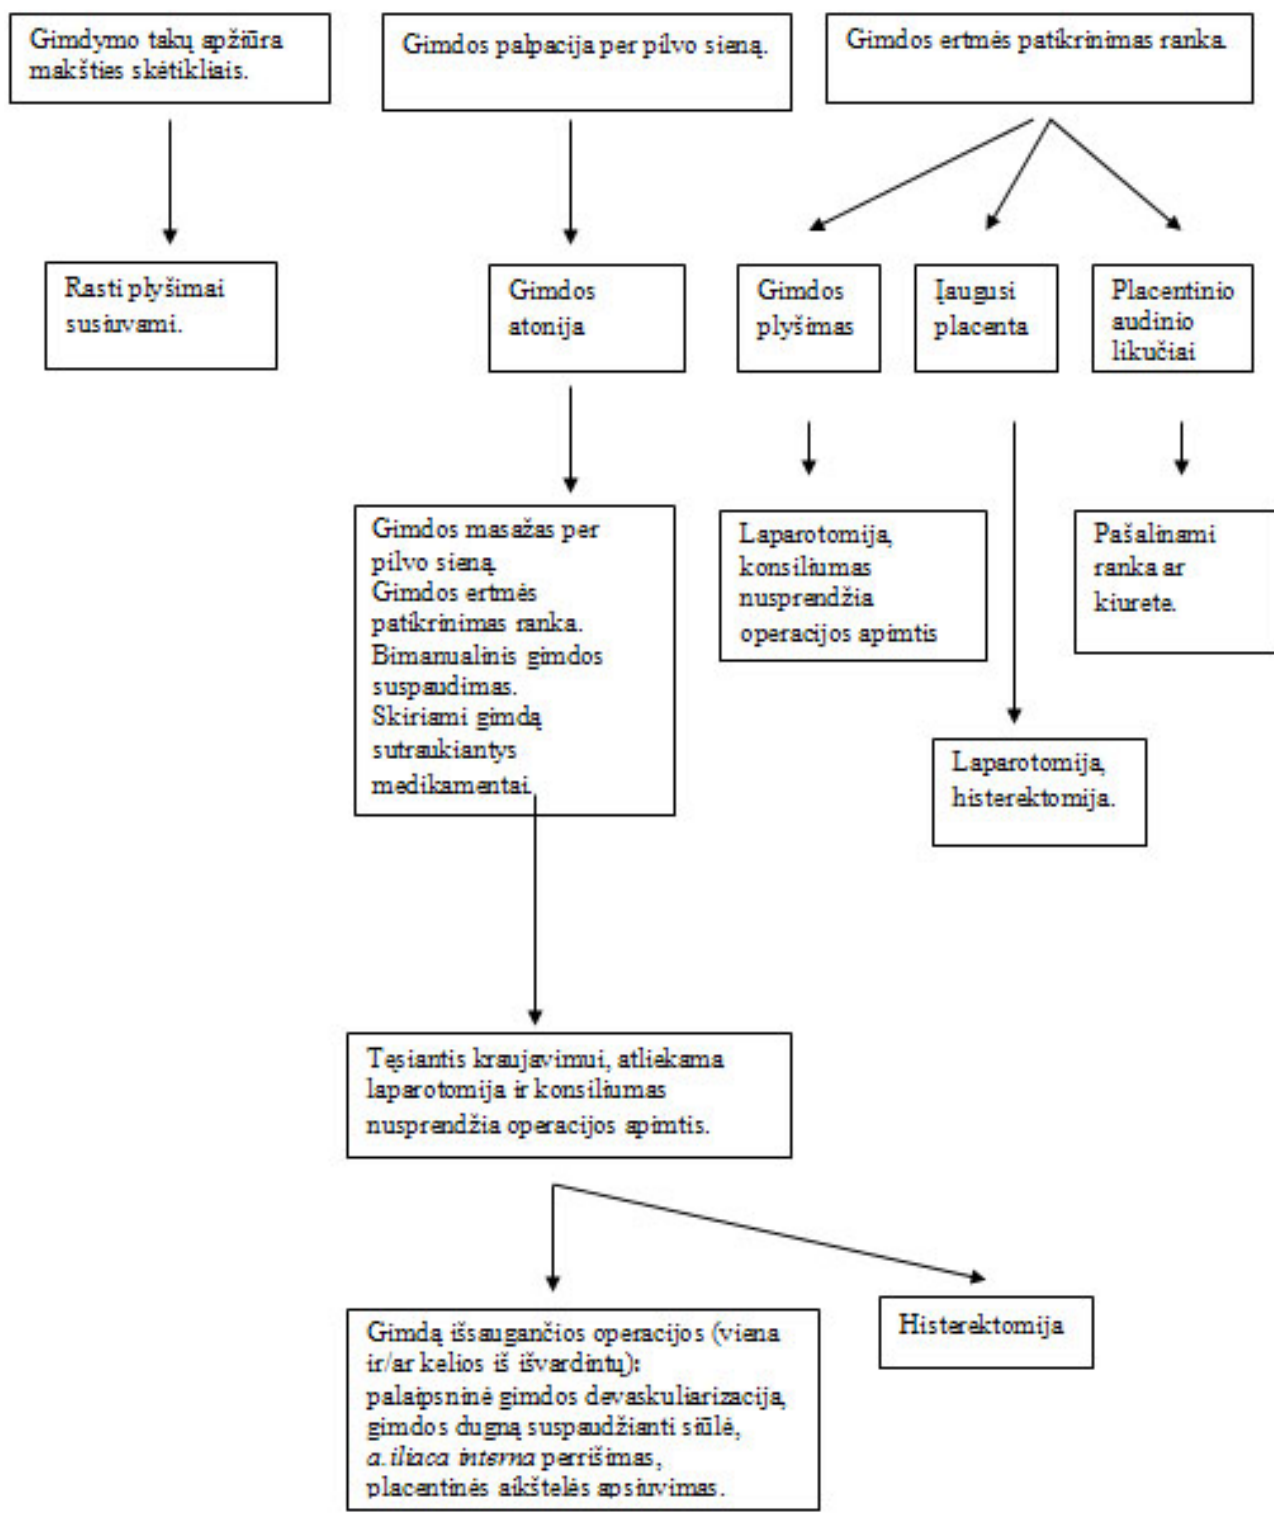 Gimdymo takų apžiūra
makšties skėtikliais.
Gimdos palpacija per pilvo sieną.
Gimdos ertmės patikrinimas ranka.
Rasti plyšimai
susiuvami.
Gimdos
atonija
Gimdos
plyšimas
Įaugusi
placenta
Placentinio
audinio
likučiai
Gimdos masažas per
pilvo sieną.
Gimdos ertmės
patikrinimas ranka.
Bimanualinis gimdos
suspaudimas.
Skiriami gimdą
sutraukiantys
medikamentai.
Laparotomija,
konsiliumas
nusprendžia
operacijos apimtis
Pašalinami
ranka ar
kiurete.
Laparotomija,
histerektomija.
Tęsiantis kraujavimui, atliekama
laparotomija ir konsiliumas
nusprendžia operacijos apimtis.
Gimdą išsaugančios operacijos (viena
ir/ar kelios iš išvardintų):
palaipsninė gimdos devaskuliarizacija,
gimdos dugną suspaudžianti siūlė,
a. iliaca interna perrišimas,
placentinės aikštelės apsiuvimas.
Histerektomija